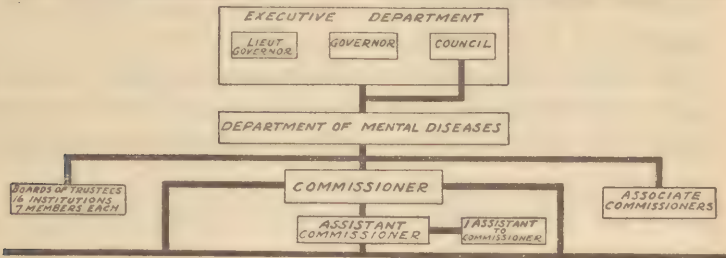 EXECUTIVE DEPARTMENT
LIEUT
GOVERNOR
GOVERNOR
COUNCIL
DEPARTMENT OF MENTAL DISEASES
BOARDS OF TRUSTEES
16 INSTITUTIONS
7 MEMBERS EACH
COMMISSIONER
ASSOCIATE
COMMISSIONERS
ASSISTANT
COMMISSIONER
1 ASSISTANT
TO
COMMISSIONER